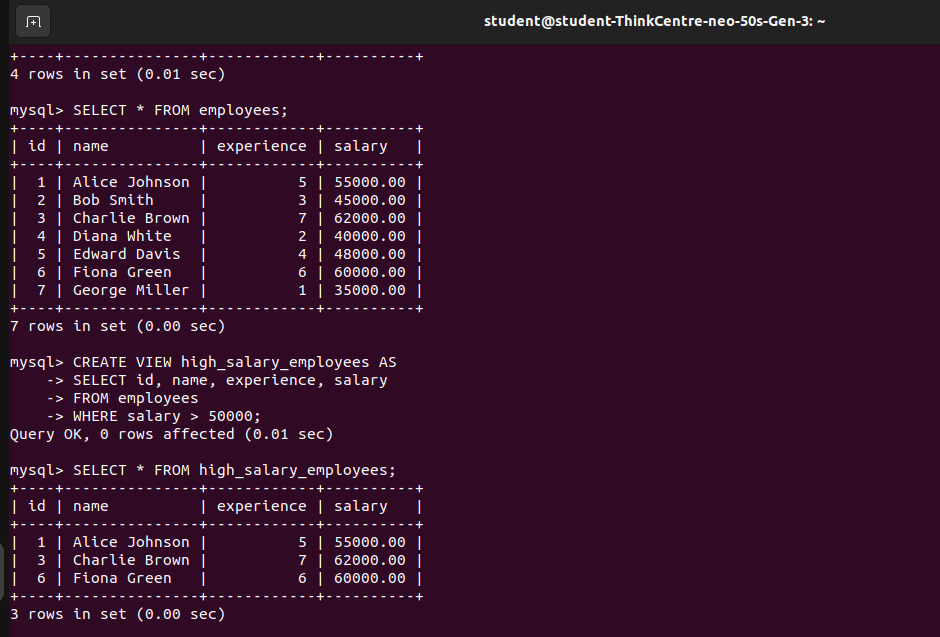 student@student-ThinkCentre-neo-50s-Gen-3: ~
+----+---------------+------------+----------+
4 rows in set (0.01 sec)
mysql> SELECT * FROM employees;
+----+---------------+------------+----------+
| id | name          | experience | salary   |
+----+---------------+------------+----------+
|  1 | Alice Johnson |          5 | 55000.00 |
|  2 | Bob Smith     |          3 | 45000.00 |
|  3 | Charlie Brown |          7 | 62000.00 |
|  4 | Diana White   |          2 | 40000.00 |
|  5 | Edward Davis  |          4 | 48000.00 |
|  6 | Fiona Green   |          6 | 60000.00 |
|  7 | George Miller |          1 | 35000.00 |
+----+---------------+------------+----------+
7 rows in set (0.00 sec)
mysql> CREATE VIEW high_salary_employees AS
    -> SELECT id, name, experience, salary
    -> FROM employees
    -> WHERE salary > 50000;
Query OK, 0 rows affected (0.01 sec)
mysql> SELECT * FROM high_salary_employees;
+----+---------------+------------+----------+
| id | name          | experience | salary   |
+----+---------------+------------+----------+
|  1 | Alice Johnson |          5 | 55000.00 |
|  3 | Charlie Brown |          7 | 62000.00 |
|  6 | Fiona Green   |          6 | 60000.00 |
+----+---------------+------------+----------+
3 rows in set (0.00 sec)